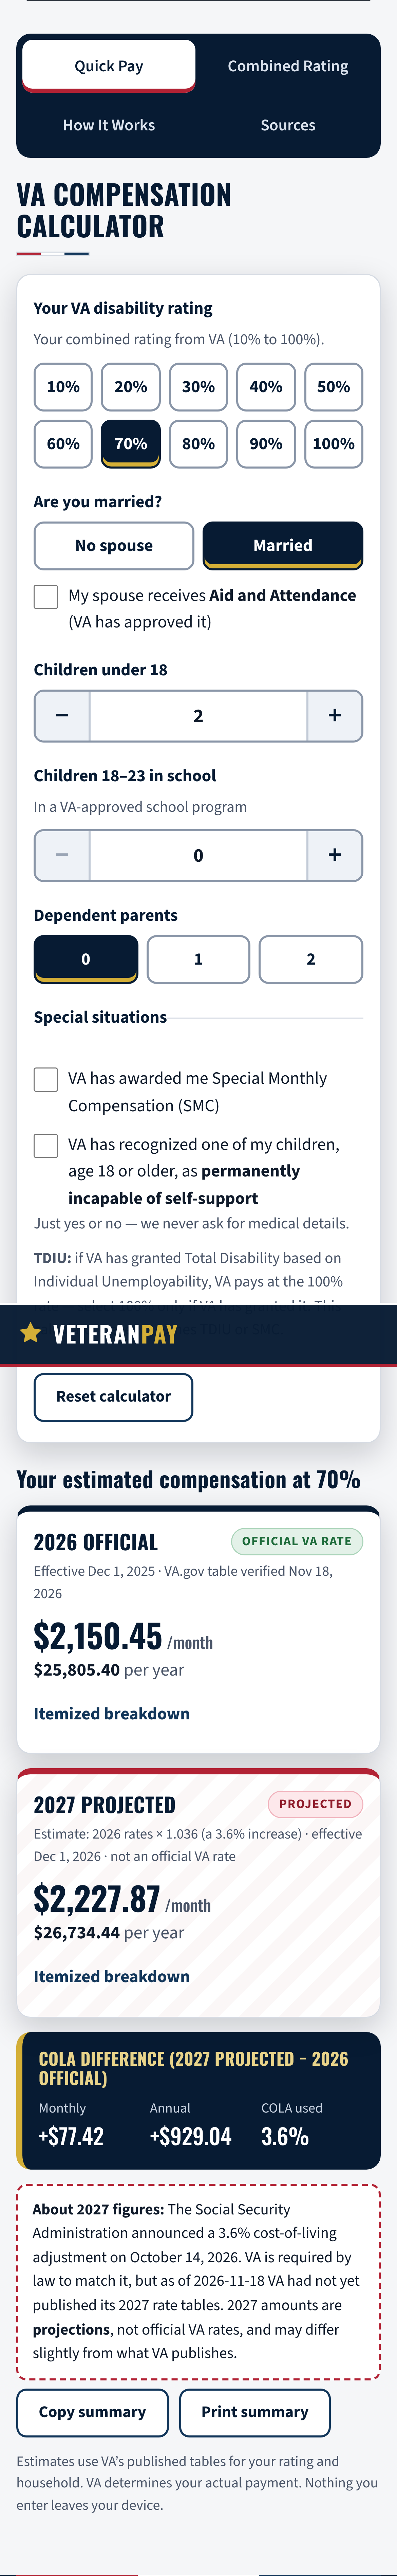 Quick Pay
Combined Rating
How It Works
Sources
VA COMPENSATION
CALCULATOR
Your VA disability rating
Your combined rating from VA (10% to 100%).
10% 20% 30% 40% 50%
60% 70% 80% 90% 100%
Are you married?
No spouse
Married
My spouse receives Aid and Attendance
(VA has approved it)
Children under 18
− 2 +
Children 18–23 in school
In a VA-approved school program
− 0 +
Dependent parents
0 1 2
Special situations
VA has awarded me Special Monthly
Compensation (SMC)
VA has recognized one of my children,
age 18 or older, as permanently
incapable of self-support
Just yes or no — we never ask for medical details.
TDIU: if VA has granted Total Disability based on
Individual Unemployability, VA pays at the 100%
VETERANPAY
Reset calculator
Your estimated compensation at 70%
2026 OFFICIAL
OFFICIAL VA RATE
Effective Dec 1, 2025 · VA.gov table verified Nov 18,
2026
$2,150.45 /month
$25,805.40 per year
Itemized breakdown
2027 PROJECTED
PROJECTED
Estimate: 2026 rates × 1.036 (a 3.6% increase) · effective
Dec 1, 2026 · not an official VA rate
$2,227.87 /month
$26,734.44 per year
Itemized breakdown
COLA DIFFERENCE (2027 PROJECTED − 2026
OFFICIAL)
Monthly Annual COLA used
+$77.42 +$929.04 3.6%
About 2027 figures: The Social Security
Administration announced a 3.6% cost-of-living
adjustment on October 14, 2026. VA is required by
law to match it, but as of 2026-11-18 VA had not yet
published its 2027 rate tables. 2027 amounts are
projections, not official VA rates, and may differ
slightly from what VA publishes.
Copy summary
Print summary
Estimates use VA’s published tables for your rating and
household. VA determines your actual payment. Nothing you
enter leaves your device.